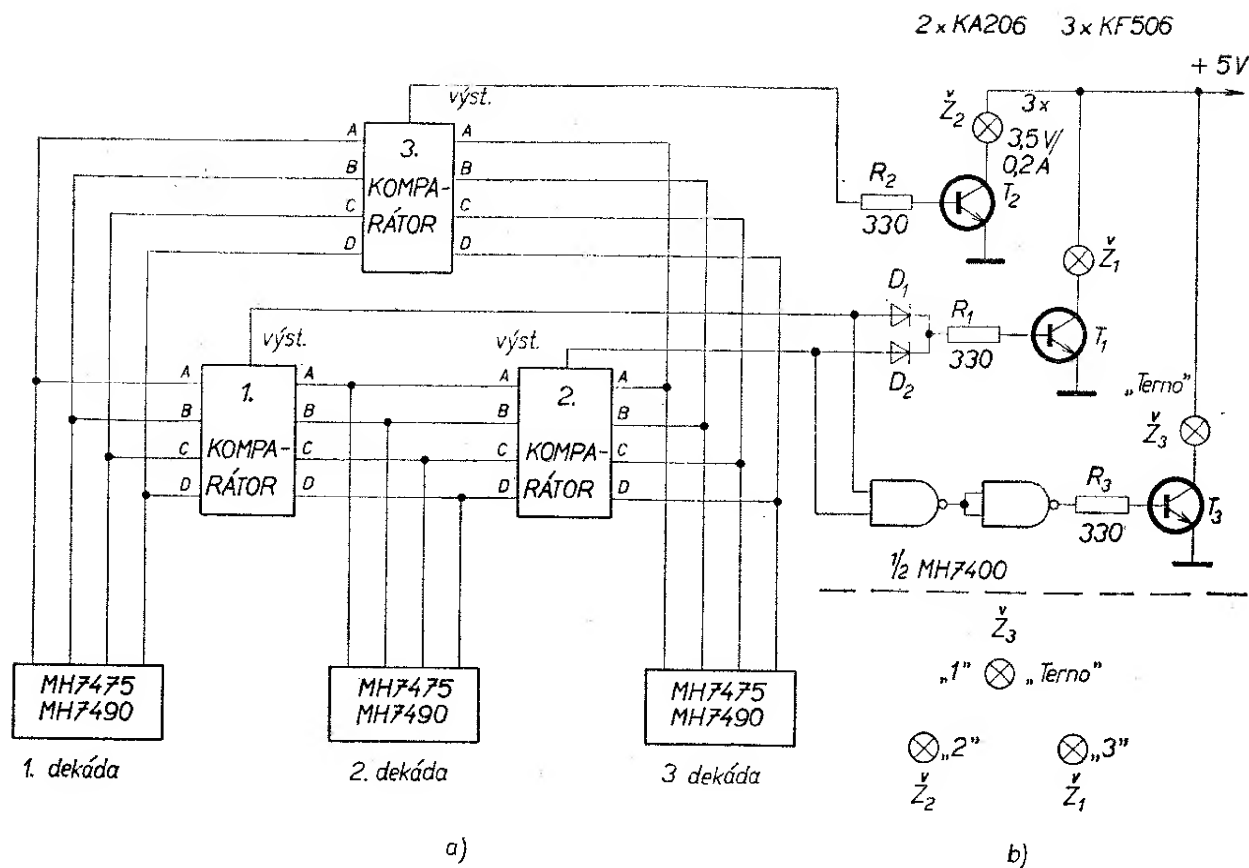 2 x KA206 3 x KF506
+ 5V
výst.
Ž2
3x
3,5 V/
0,2 A
A
B
C
D
3.
KOMPA-
RÁTOR
A
B
C
D
R2
330
T2
Ž1
výst.
výst.
D1
D2
R1
330
T1
„Terno”
Ž3
A
B
C
D
1.
KOMPA-
RÁTOR
A
B
C
D
A
B
C
D
2.
KOMPA-
RÁTOR
A
B
C
D
R3
330
T3
1/2 MH7400
Ž3
„1” „Terno”
„2” „3”
Ž2 Ž1
MH7475
MH7490
MH7475
MH7490
MH7475
MH7490
1. dekáda
2. dekáda
3 dekáda
a)
b)